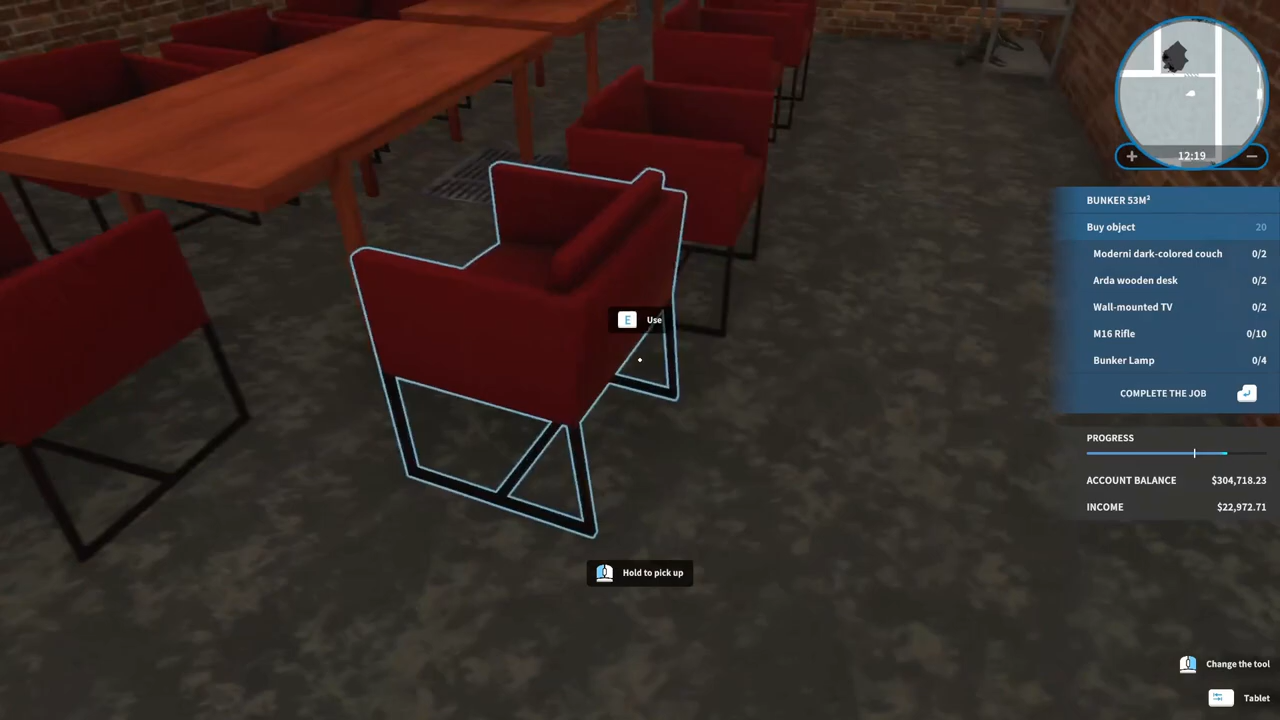 12:19
BUNKER 53M²
Buy object 20
Moderni dark-colored couch 0/2
Arda wooden desk 0/2
Wall-mounted TV 0/2
M16 Rifle 0/10
Bunker Lamp 0/4
COMPLETE THE JOB
PROGRESS
ACCOUNT BALANCE $304,718.23
INCOME $22,972.71
E Use
Hold to pick up
Change the tool
Tablet